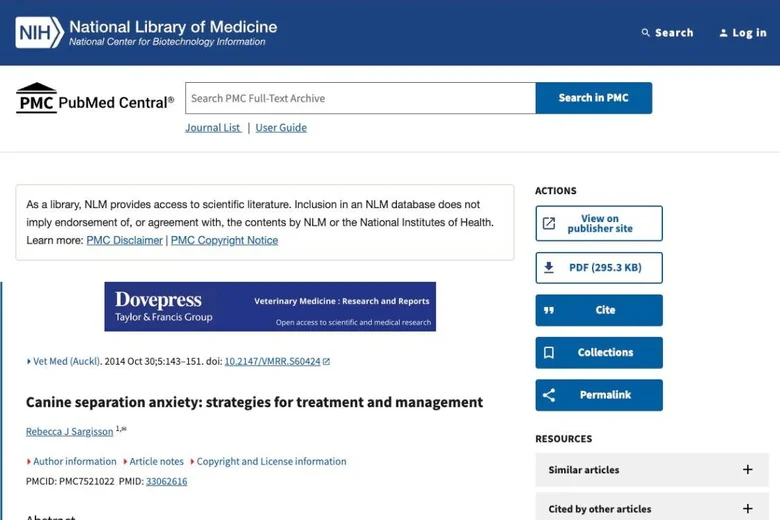 NIH National Library of Medicine
National Center for Biotechnology Information
Search
Log in
PMC PubMed Central®
Search PMC Full-Text Archive
Search in PMC
Journal List | User Guide
As a library, NLM provides access to scientific literature. Inclusion in an NLM database does not
imply endorsement of, or agreement with, the contents by NLM or the National Institutes of Health.
Learn more: PMC Disclaimer | PMC Copyright Notice
Dovepress
Taylor & Francis Group
Veterinary Medicine : Research and Reports
Open access to scientific and medical research
Vet Med (Auckl). 2014 Oct 30;5:143–151. doi: 10.2147/VMRR.S60424
Canine separation anxiety: strategies for treatment and management
Rebecca J Sargisson 1,✉
Author information Article notes Copyright and License information
PMCID: PMC7521022 PMID: 33062616
Abstract
ACTIONS
View on
publisher site
PDF (295.3 KB)
Cite
Collections
Permalink
RESOURCES
Similar articles
Cited by other articles